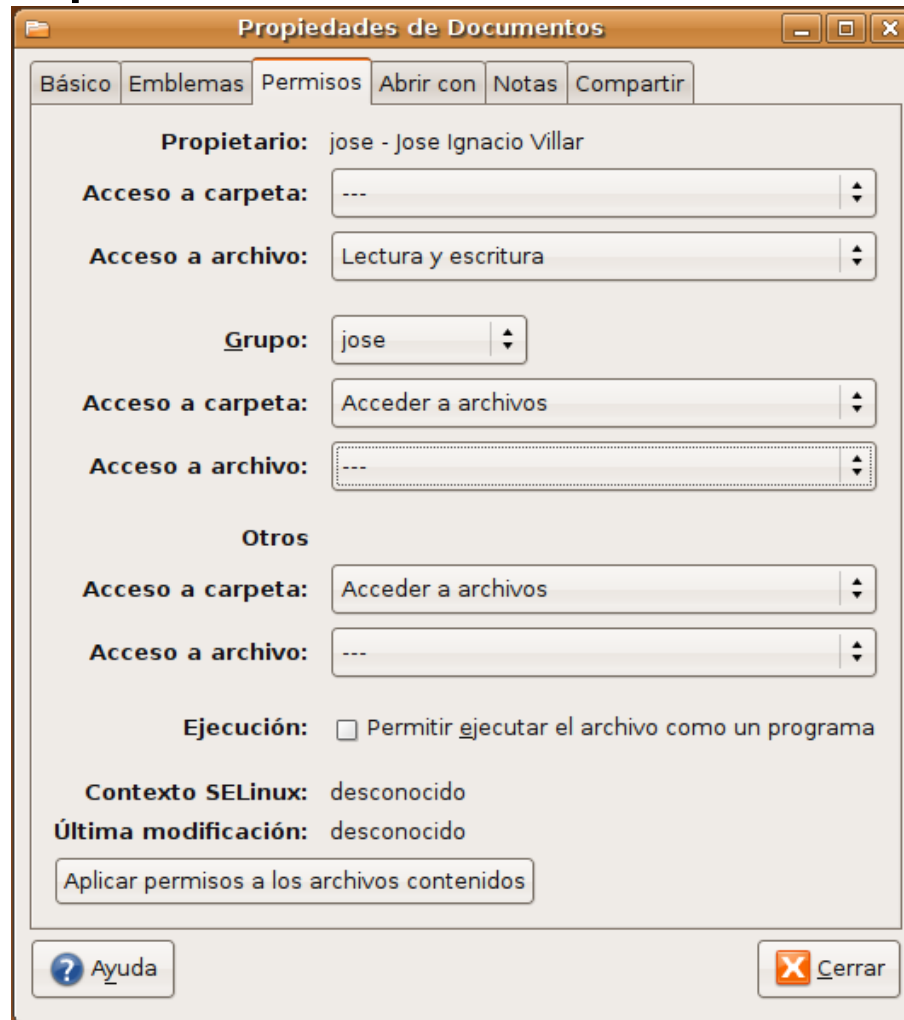 Propiedades de Documentos
Básico Emblemas Permisos Abrir con Notas Compartir
Propietario: jose - Jose Ignacio Villar
Acceso a carpeta: ---
Acceso a archivo: Lectura y escritura
Grupo: jose
Acceso a carpeta: Acceder a archivos
Acceso a archivo: ---
Otros
Acceso a carpeta: Acceder a archivos
Acceso a archivo: ---
Ejecución: Permitir ejecutar el archivo como un programa
Contexto SELinux: desconocido
Última modificación: desconocido
Aplicar permisos a los archivos contenidos
Ayuda Cerrar